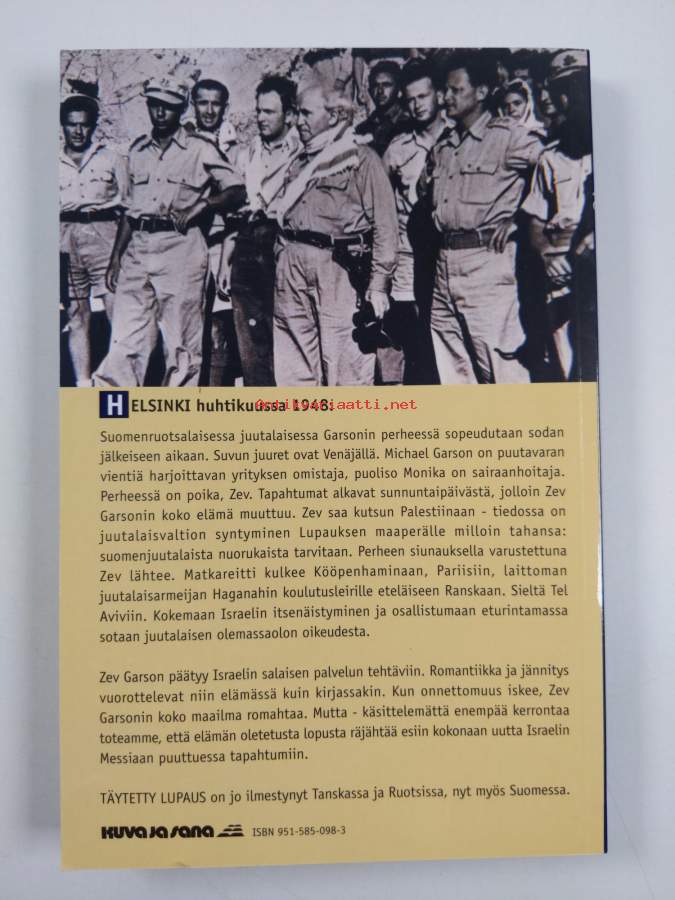 HELSINKI huhtikuussa 1948:
antikvariaatti.net
Suomenruotsalaisessa juutalaisessa Garsonin perheessä sopeudutaan sodan
jälkeiseen aikaan. Suvun juuret ovat Venäjällä. Michael Garson on puutavaran
vientiä harjoittavan yrityksen omistaja, puoliso Monika on sairaanhoitaja.
Perheessä on poika, Zev. Tapahtumat alkavat sunnuntaipäivästä, jolloin Zev
Garsonin koko elämä muuttuu. Zev saa kutsun Palestiinaan - tiedossa on
juutalaisvaltion syntyminen Lupauksen maaperälle milloin tahansa:
suomenjuutalaista nuorukaista tarvitaan. Perheen siunauksella varustettuna
Zev lähtee. Matkareitti kulkee Kööpenhaminaan, Pariisiin, laittoman
juutalaisarmeijan Haganahin koulutusleirille eteläiseen Ranskaan. Sieltä Tel
Aviviin. Kokemaan Israelin itsenäistyminen ja osallistumaan eturintamassa
sotaan juutalaisen olemassaolon oikeudesta.
Zev Garson päätyy Israelin salaisen palvelun tehtäviin. Romantiikka ja jännitys
vuorottelevat niin elämässä kuin kirjassakin. Kun onnettomuus iskee, Zev
Garsonin koko maailma romahtaa. Mutta - käsittelemättä enempää kerrontaa
toteamme, että elämän oletetusta lopusta räjähtää esiin kokonaan uutta Israelin
Messiaan puuttuessa tapahtumiin.
TÄYTETTY LUPAUS on jo ilmestynyt Tanskassa ja Ruotsissa, nyt myös Suomessa.
KUVA JA SANA ISBN 951-585-098-3